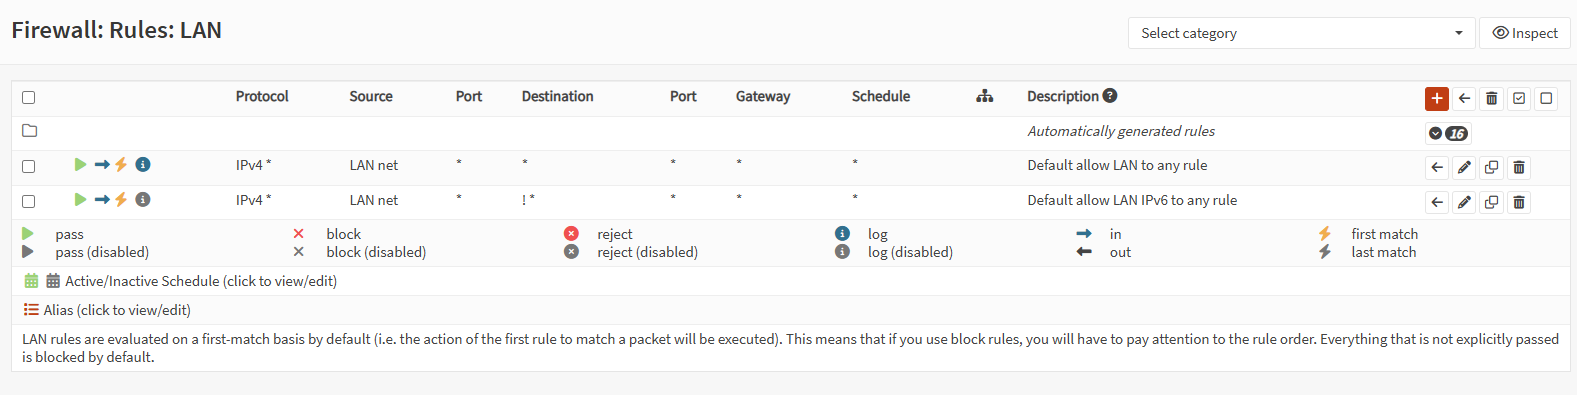 Firewall: Rules: LAN
Select category
Inspect
Protocol Source Port Destination Port Gateway Schedule Description ?
Automatically generated rules 16
IPv4 * LAN net * * * * * Default allow LAN to any rule
IPv4 * LAN net * ! * * * * Default allow LAN IPv6 to any rule
pass block reject log in first match
pass (disabled) block (disabled) reject (disabled) log (disabled) out last match
Active/Inactive Schedule (click to view/edit)
Alias (click to view/edit)
LAN rules are evaluated on a first-match basis by default (i.e. the action of the first rule to match a packet will be executed). This means that if you use block rules, you will have to pay attention to the rule order. Everything that is not explicitly passed
is blocked by default.